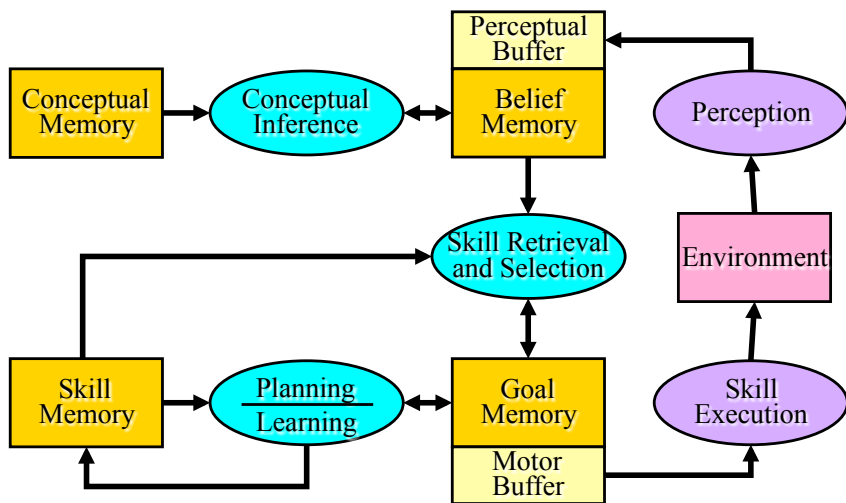 Perceptual
Buffer
Conceptual
Memory
Conceptual
Inference
Belief
Memory
Perception
Skill Retrieval
and Selection
Environment
Skill
Memory
Planning
Learning
Goal
Memory
Skill
Execution
Motor
Buffer